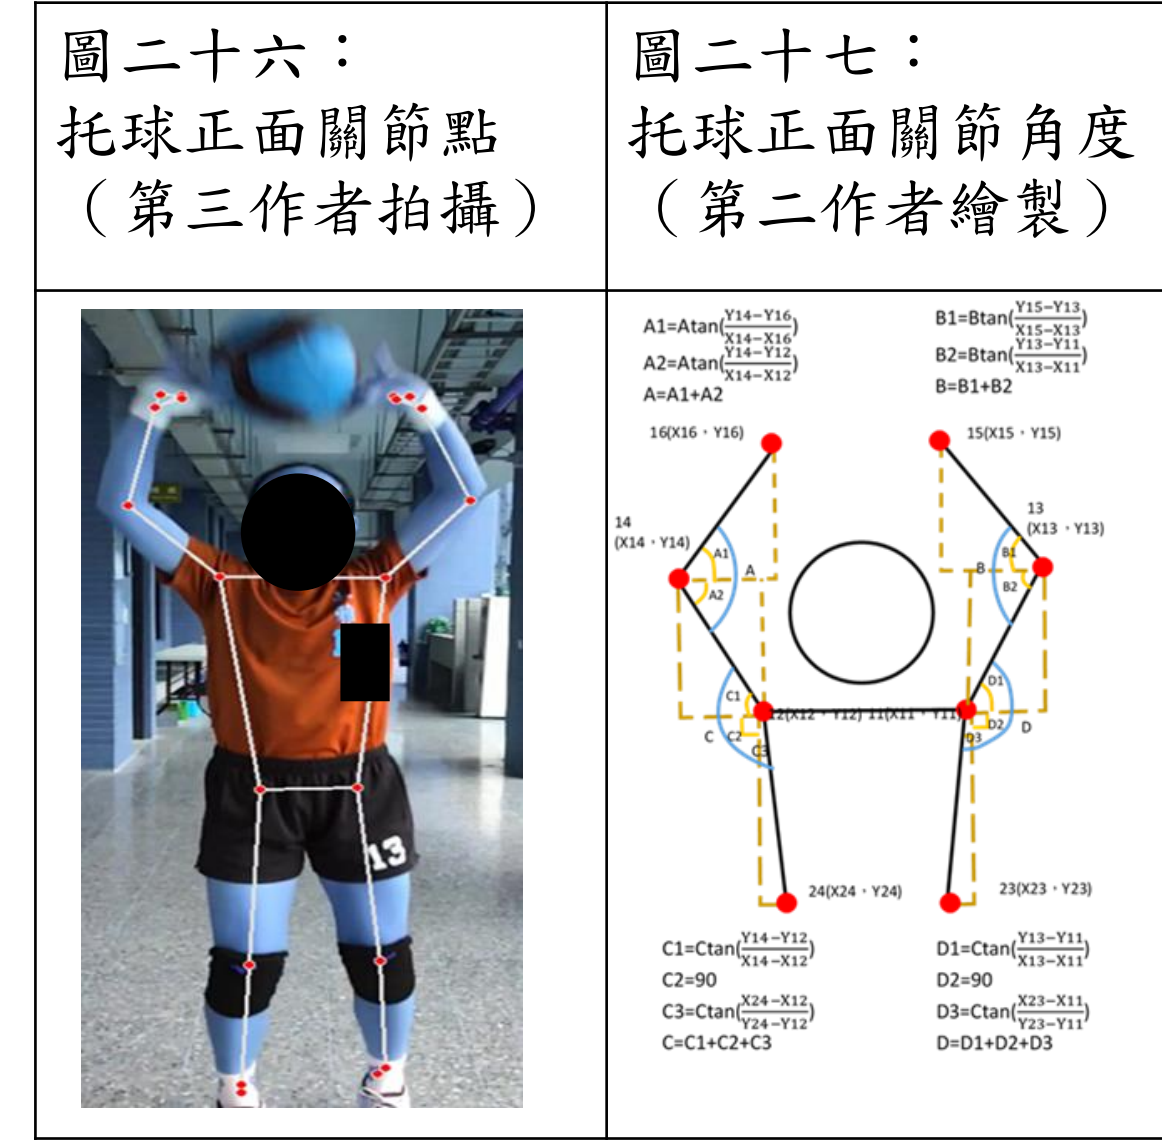 圖二十六：
托球正面關節點
（第三作者拍攝）
圖二十七：
托球正面關節角度
（第二作者繪製）
13
A1=Atan(Y14−Y16/X14−X16)
A2=Atan(Y14−Y12/X14−X12)
A=A1+A2
B1=Btan(Y15−Y13/X15−X13)
B2=Btan(Y13−Y11/X13−X11)
B=B1+B2
16(X16，Y16)
15(X15，Y15)
14
(X14，Y14)
13
(X13，Y13)
A1
A
A2
B1
B
B2
C1
12(X12，Y12)
11(X11，Y11)
C
C2
C3
D1
D2
D
D3
24(X24，Y24)
23(X23，Y23)
C1=Ctan(Y14−Y12/X14−X12)
C2=90
C3=Ctan(X24−X12/Y24−Y12)
C=C1+C2+C3
D1=Ctan(Y13−Y11/X13−X11)
D2=90
D3=Ctan(X23−X11/Y23−Y11)
D=D1+D2+D3